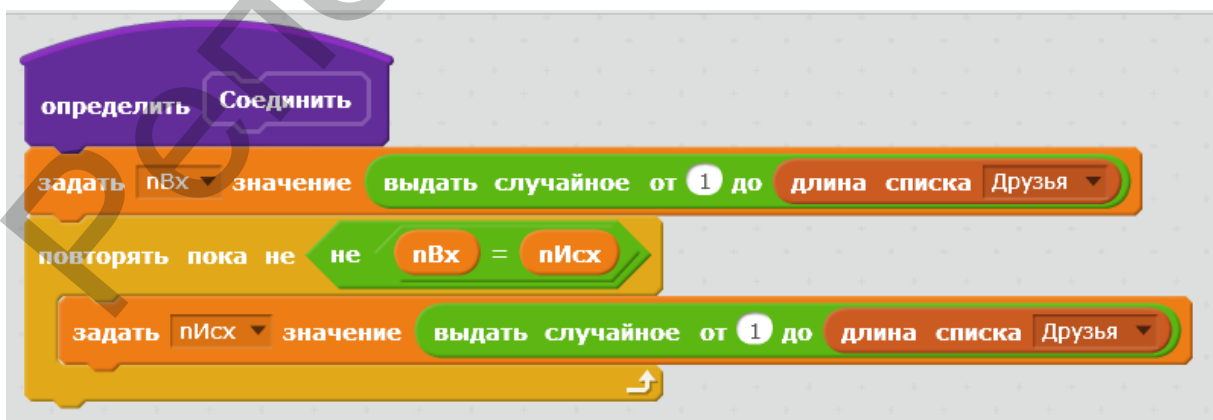 определить Соединить
задать nВх значение выдать случайное от 1 до длина списка Друзья
повторять пока не не nВх = nИсх
задать nИсх значение выдать случайное от 1 до длина списка Друзья